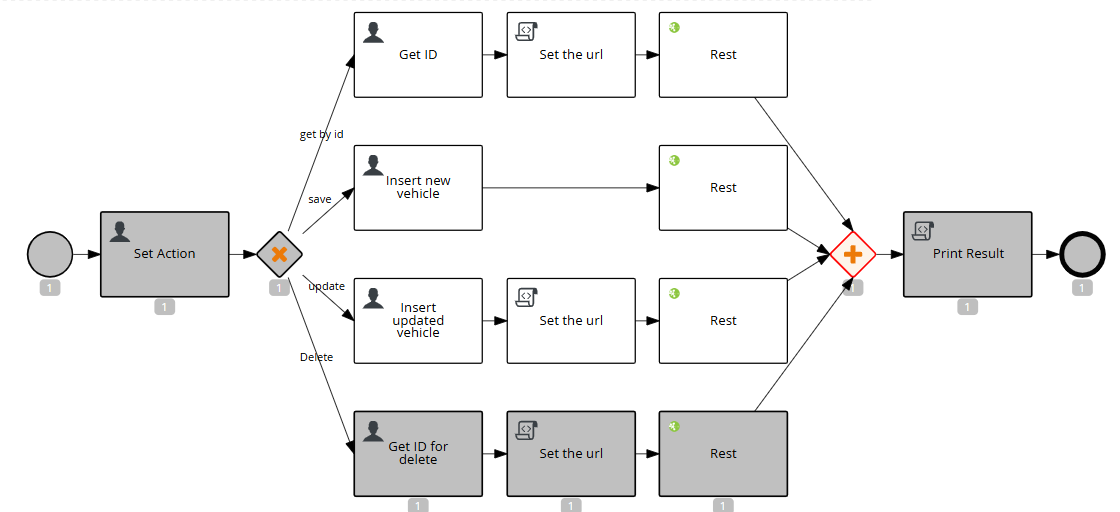 Get ID
Set the url
Rest
get by id
Insert new
vehicle
Rest
save
Set Action
Print Result
1
1
1
1
1
1
update
Insert
updated
vehicle
Set the url
Rest
Delete
Get ID for
delete
Set the url
Rest
1
1
1